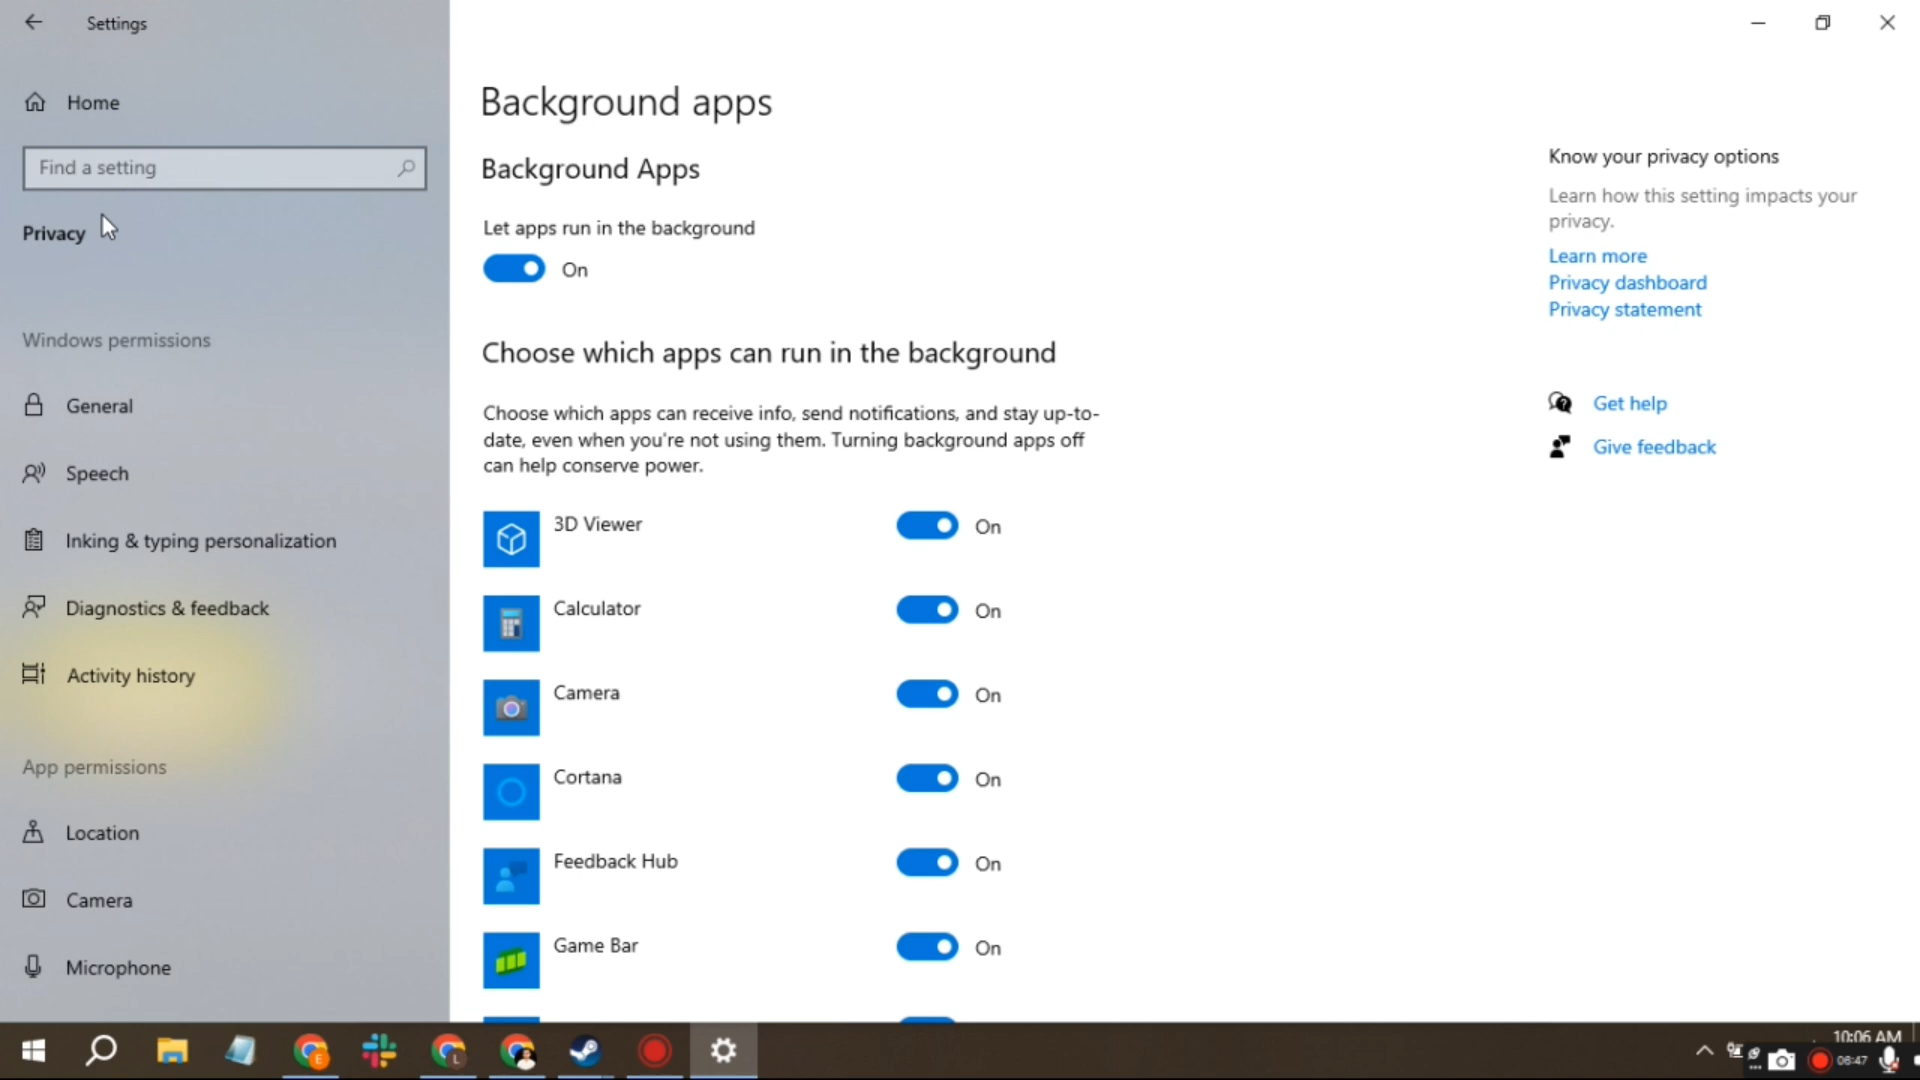 Settings
Home
Find a setting
Privacy
Windows permissions
General
Speech
Inking & typing personalization
Diagnostics & feedback
Activity history
App permissions
Location
Camera
Microphone
Background apps
Background Apps
Let apps run in the background
On
Choose which apps can run in the background
Choose which apps can receive info, send notifications, and stay up-to-
date, even when you're not using them. Turning background apps off
can help conserve power.
3D Viewer On
Calculator On
Camera On
Cortana On
Feedback Hub On
Game Bar On
Know your privacy options
Learn how this setting impacts your
privacy.
Learn more
Privacy dashboard
Privacy statement
Get help
Give feedback
E
L
10:06 AM
06:47